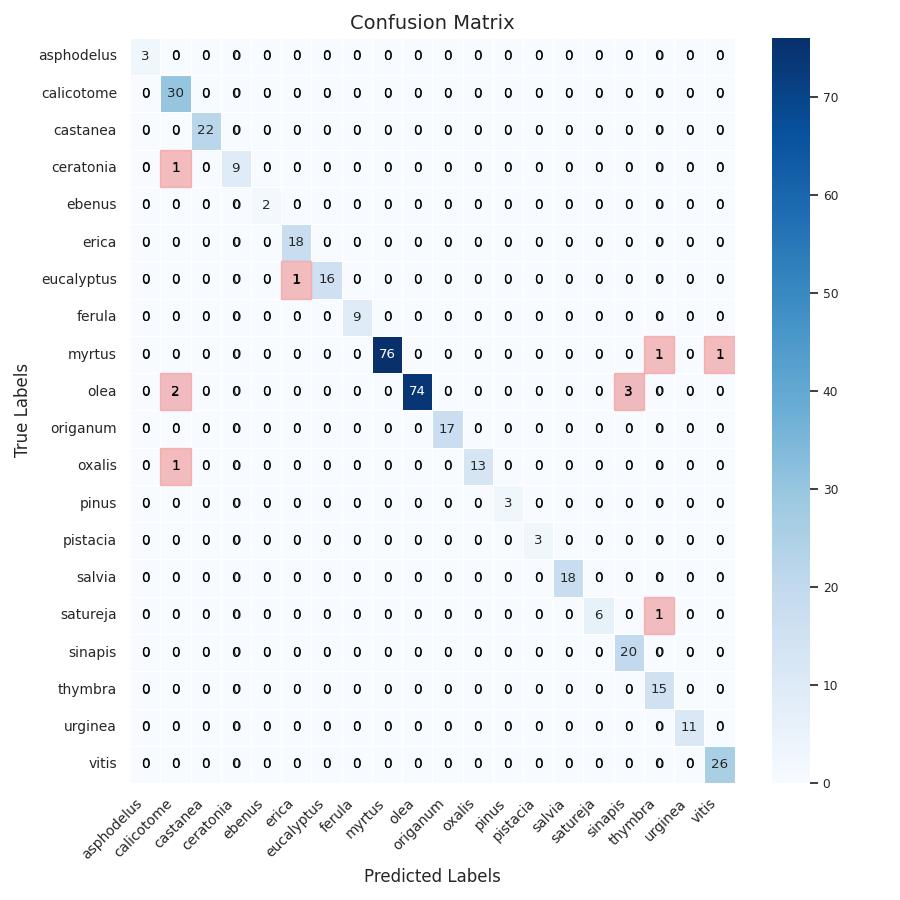 Confusion Matrix
asphodelus 3 0 0 0 0 0 0 0 0 0 0 0 0 0 0 0 0 0 0 0
calicotome 0 30 0 0 0 0 0 0 0 0 0 0 0 0 0 0 0 0 0 0
castanea 0 0 22 0 0 0 0 0 0 0 0 0 0 0 0 0 0 0 0 0
ceratonia 0 1 0 9 0 0 0 0 0 0 0 0 0 0 0 0 0 0 0 0
ebenus 0 0 0 0 2 0 0 0 0 0 0 0 0 0 0 0 0 0 0 0
erica 0 0 0 0 0 18 0 0 0 0 0 0 0 0 0 0 0 0 0 0
eucalyptus 0 0 0 0 0 1 16 0 0 0 0 0 0 0 0 0 0 0 0 0
ferula 0 0 0 0 0 0 0 9 0 0 0 0 0 0 0 0 0 0 0 0
myrtus 0 0 0 0 0 0 0 0 76 0 0 0 0 0 0 0 0 1 0 1
olea 0 2 0 0 0 0 0 0 0 74 0 0 0 0 0 0 3 0 0 0
origanum 0 0 0 0 0 0 0 0 0 0 17 0 0 0 0 0 0 0 0 0
oxalis 0 1 0 0 0 0 0 0 0 0 0 13 0 0 0 0 0 0 0 0
pinus 0 0 0 0 0 0 0 0 0 0 0 0 3 0 0 0 0 0 0 0
pistacia 0 0 0 0 0 0 0 0 0 0 0 0 0 3 0 0 0 0 0 0
salvia 0 0 0 0 0 0 0 0 0 0 0 0 0 0 18 0 0 0 0 0
satureja 0 0 0 0 0 0 0 0 0 0 0 0 0 0 0 6 0 1 0 0
sinapis 0 0 0 0 0 0 0 0 0 0 0 0 0 0 0 0 20 0 0 0
thymbra 0 0 0 0 0 0 0 0 0 0 0 0 0 0 0 0 0 15 0 0
urginea 0 0 0 0 0 0 0 0 0 0 0 0 0 0 0 0 0 0 11 0
vitis 0 0 0 0 0 0 0 0 0 0 0 0 0 0 0 0 0 0 0 26
True Labels
asphodelus calicotome castanea ceratonia ebenus erica eucalyptus ferula myrtus olea origanum oxalis pinus pistacia salvia satureja sinapis thymbra urginea vitis
Predicted Labels
70
60
50
40
30
20
10
0